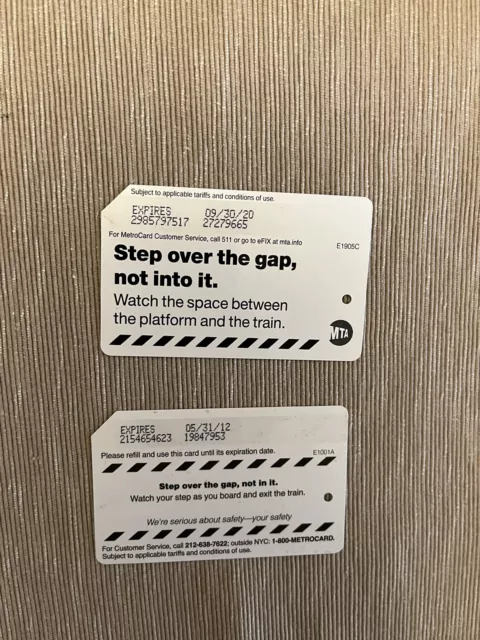 Subject to applicable tariffs and conditions of use.
EXPIRES 09/30/20
2985797517 27279665
For MetroCard Customer Service, call 511 or go to eFIX at mta.info E1905C
Step over the gap,
not into it.
Watch the space between
the platform and the train.
MTA
EXPIRES 05/31/12
2154654623 19847953
Please refill and use this card until its expiration date. E1001A
Step over the gap, not in it.
Watch your step as you board and exit the train.
We're serious about safety—your safety
For Customer Service, call 212-638-7622; outside NYC: 1-800-METROCARD.
Subject to applicable tariffs and conditions of use.